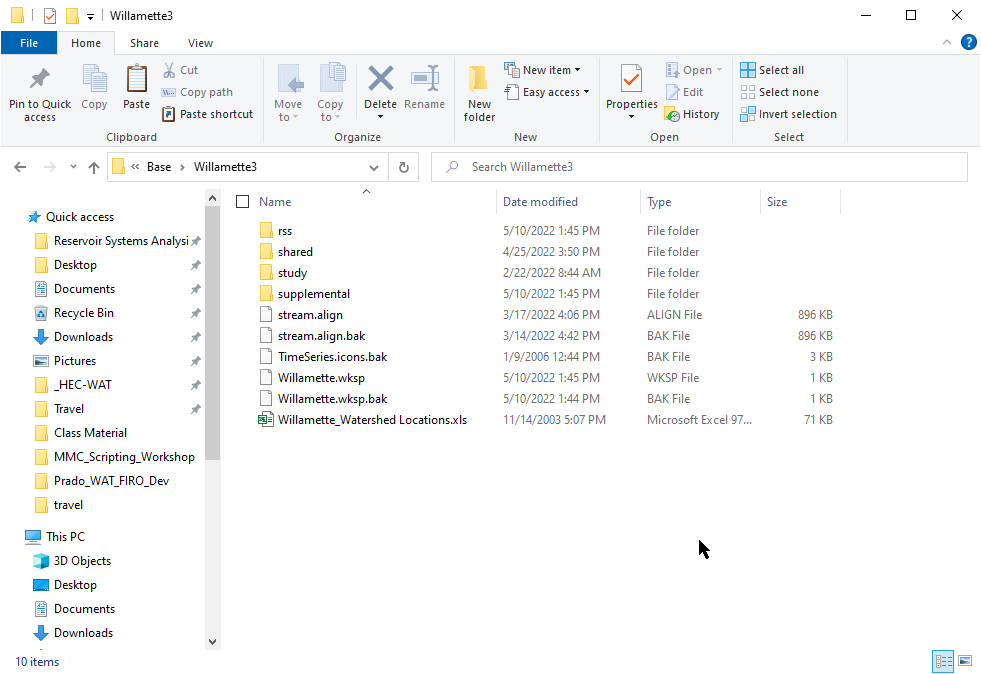 Willamette3
File Home Share View
Pin to Quick access
Copy
Paste
Cut
Copy path
Paste shortcut
Clipboard
Move to
Copy to
Delete
Rename
Organize
New folder
New item
Easy access
New
Properties
Open
Edit
History
Open
Select all
Select none
Invert selection
Select
« Base > Willamette3
Search Willamette3
Quick access
Reservoir Systems Analysi
Desktop
Documents
Recycle Bin
Downloads
Pictures
_HEC-WAT
Travel
Class Material
MMC_Scripting_Workshop
Prado_WAT_FIRO_Dev
travel
This PC
3D Objects
Desktop
Documents
Downloads
Name Date modified Type Size
rss 5/10/2022 1:45 PM File folder
shared 4/25/2022 3:50 PM File folder
study 2/22/2022 8:44 AM File folder
supplemental 5/10/2022 1:45 PM File folder
stream.align 3/17/2022 4:06 PM ALIGN File 896 KB
stream.align.bak 3/14/2022 4:42 PM BAK File 896 KB
TimeSeries.icons.bak 1/9/2006 12:44 PM BAK File 3 KB
Willamette.wksp 5/10/2022 1:45 PM WKSP File 1 KB
Willamette.wksp.bak 5/10/2022 1:44 PM BAK File 1 KB
Willamette_Watershed Locations.xls 11/14/2003 5:07 PM Microsoft Excel 97... 71 KB
10 items